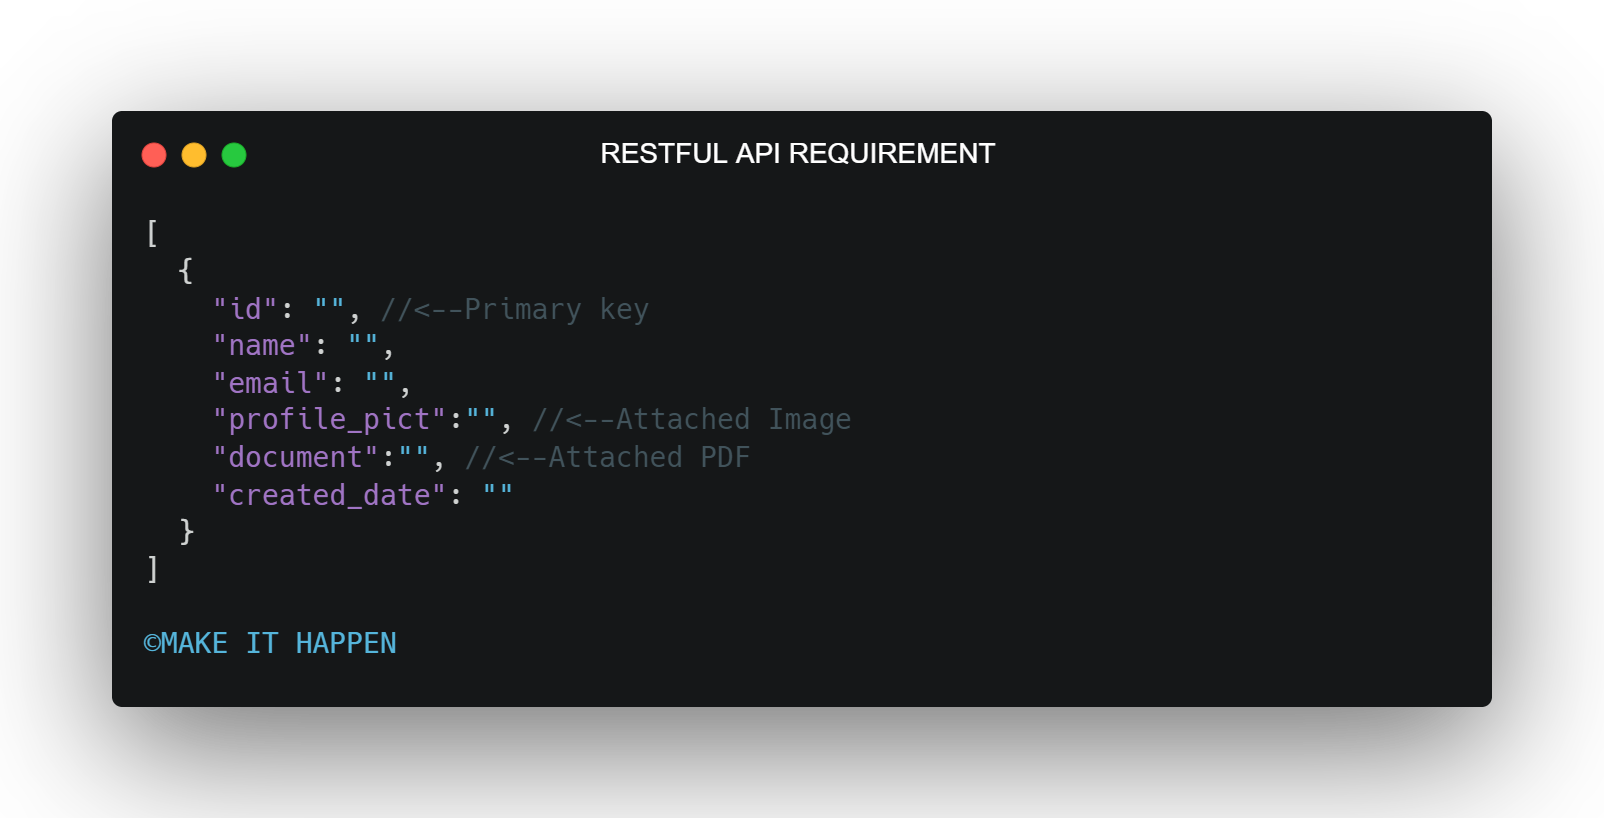 RESTFUL API REQUIREMENT
[
  {
    "id": "", //<--Primary key
    "name": "",
    "email": "",
    "profile_pict":"", //<--Attached Image
    "document":"", //<--Attached PDF
    "created_date": ""
  }
]
©MAKE IT HAPPEN